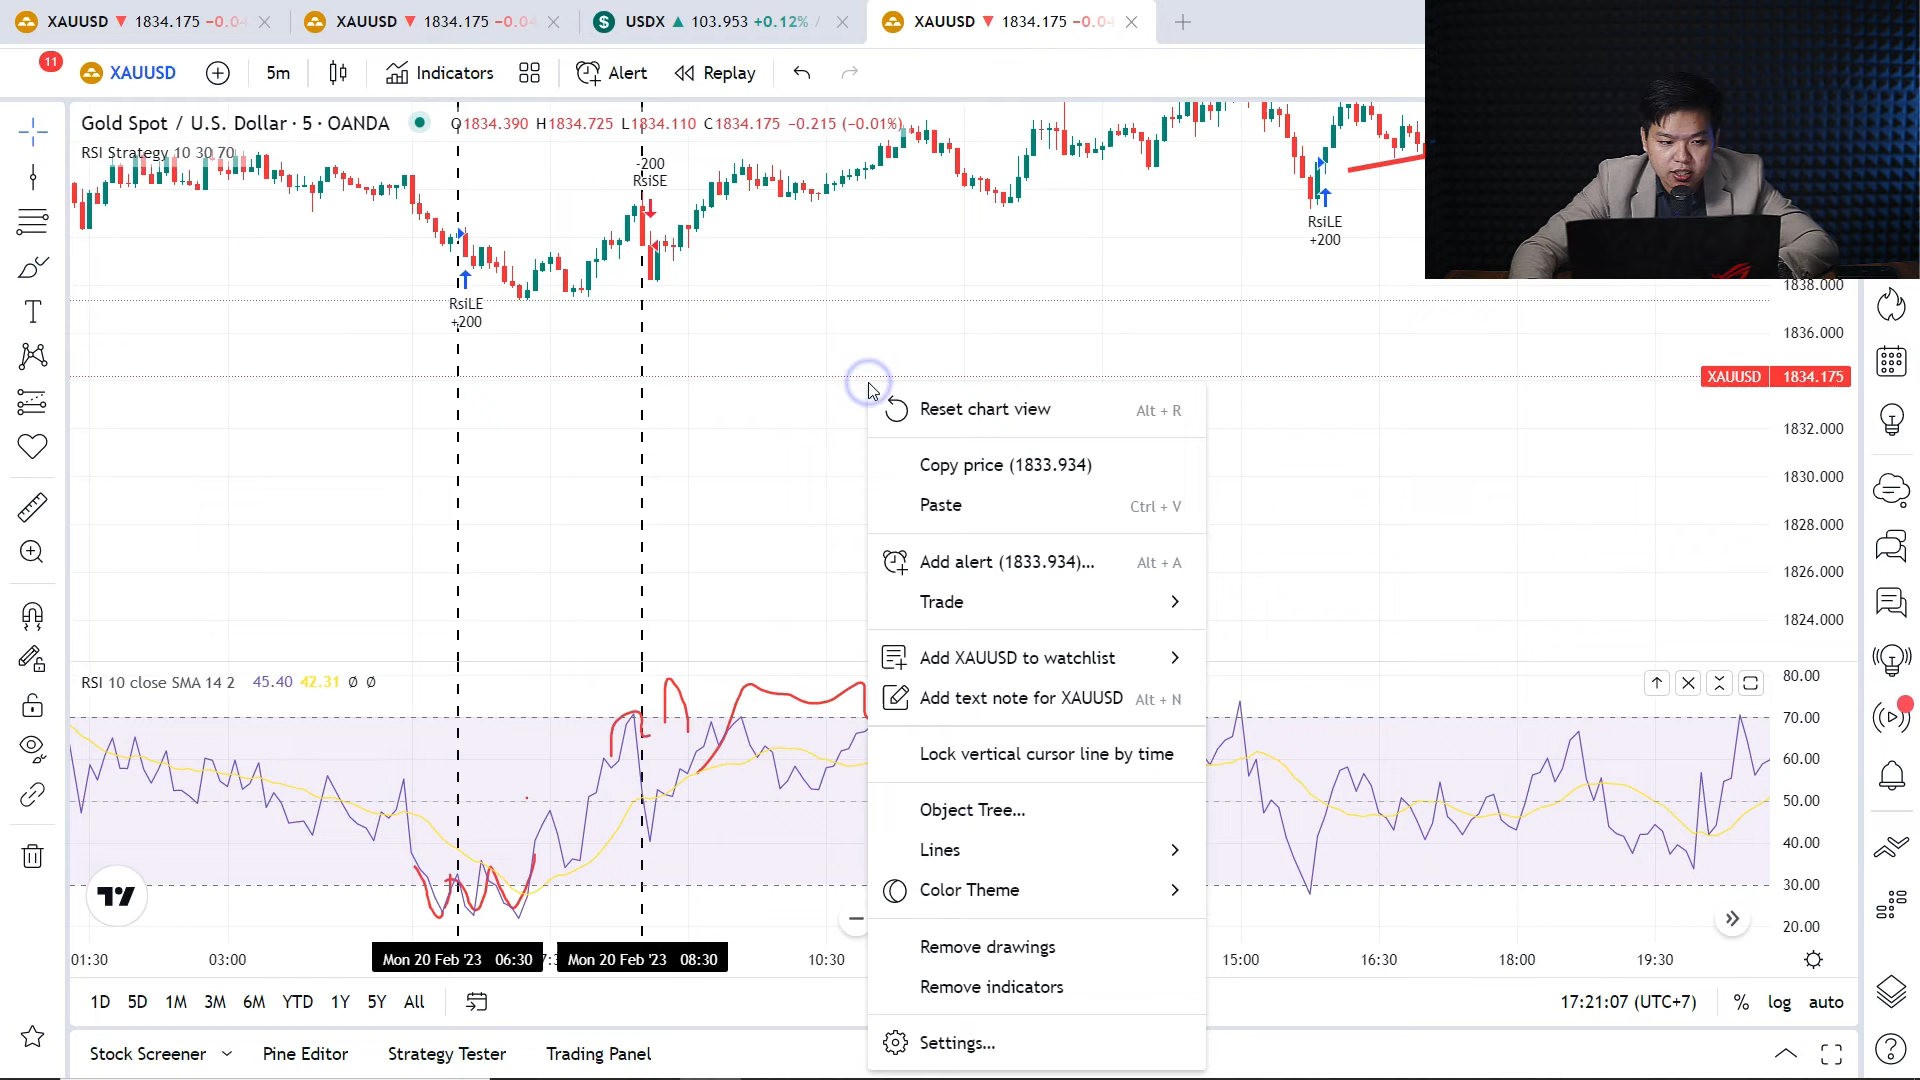 XAUUSD ▼ 1834.175 −0.04
XAUUSD ▼ 1834.175 −0.04
USDX ▲ 103.953 +0.12% /
XAUUSD ▼ 1834.175 −0.04
11
XAUUSD
5m
Indicators
Alert
Replay
Gold Spot / U.S. Dollar · 5 · OANDA
O1834.390 H1834.725 L1834.110 C1834.175 −0.215 (−0.01%)
RSI Strategy 10 30 70
-200
RsiSE
RsiLE
+200
RsiLE
+200
1838.000
1836.000
XAUUSD 1834.175
1832.000
1830.000
1828.000
1826.000
1824.000
Reset chart view Alt + R
Copy price (1833.934)
Paste Ctrl + V
Add alert (1833.934)... Alt + A
Trade
Add XAUUSD to watchlist
Add text note for XAUUSD Alt + N
Lock vertical cursor line by time
Object Tree...
Lines
Color Theme
Remove drawings
Remove indicators
Settings...
RSI 10 close SMA 14 2 45.40 42.31 Ø Ø
80.00
70.00
60.00
50.00
40.00
30.00
20.00
01:30 03:00 Mon 20 Feb '23 06:30 Mon 20 Feb '23 08:30 10:30 15:00 16:30 18:00 19:30
1D 5D 1M 3M 6M YTD 1Y 5Y All
17:21:07 (UTC+7) % log auto
Stock Screener Pine Editor Strategy Tester Trading Panel